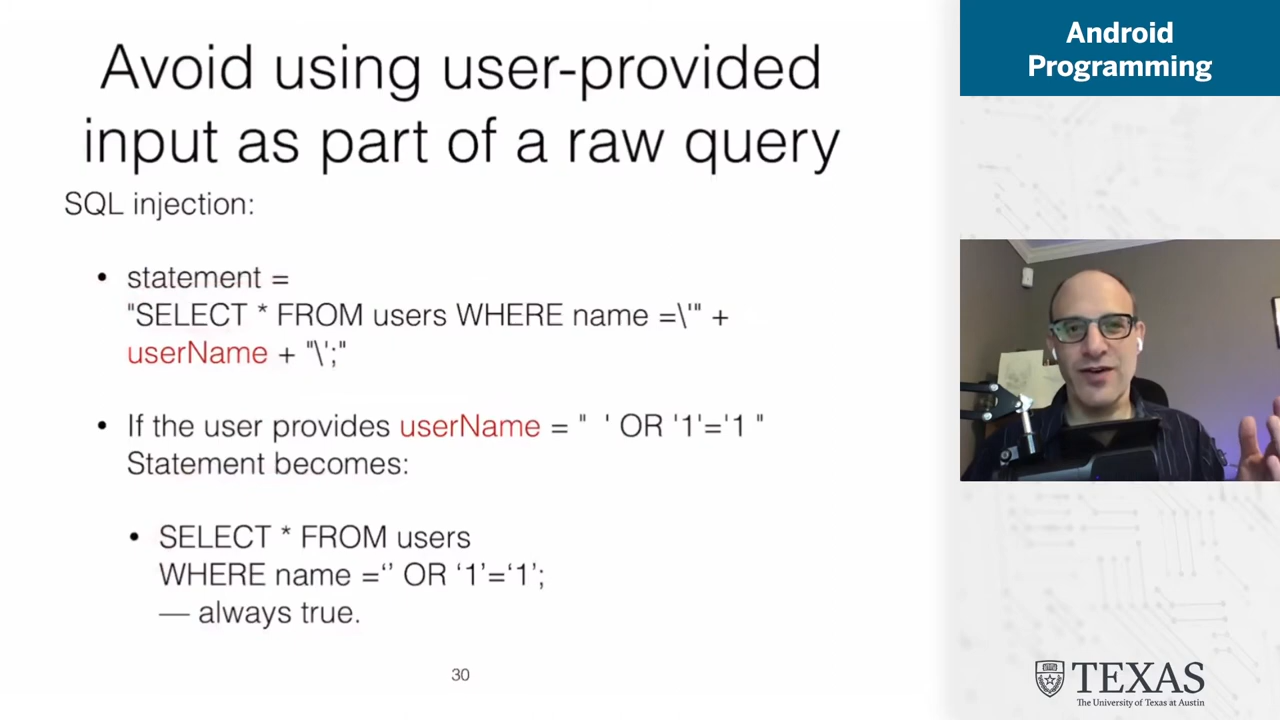 Avoid using user-provided
input as part of a raw query
SQL injection:
• statement =
"SELECT * FROM users WHERE name =\'" +
userName + "\';"
• If the user provides userName = " ' OR '1'='1 "
Statement becomes:
• SELECT * FROM users
WHERE name =‘’ OR ‘1’=‘1’;
— always true.
30
Android
Programming
TEXAS
The University of Texas at Austin